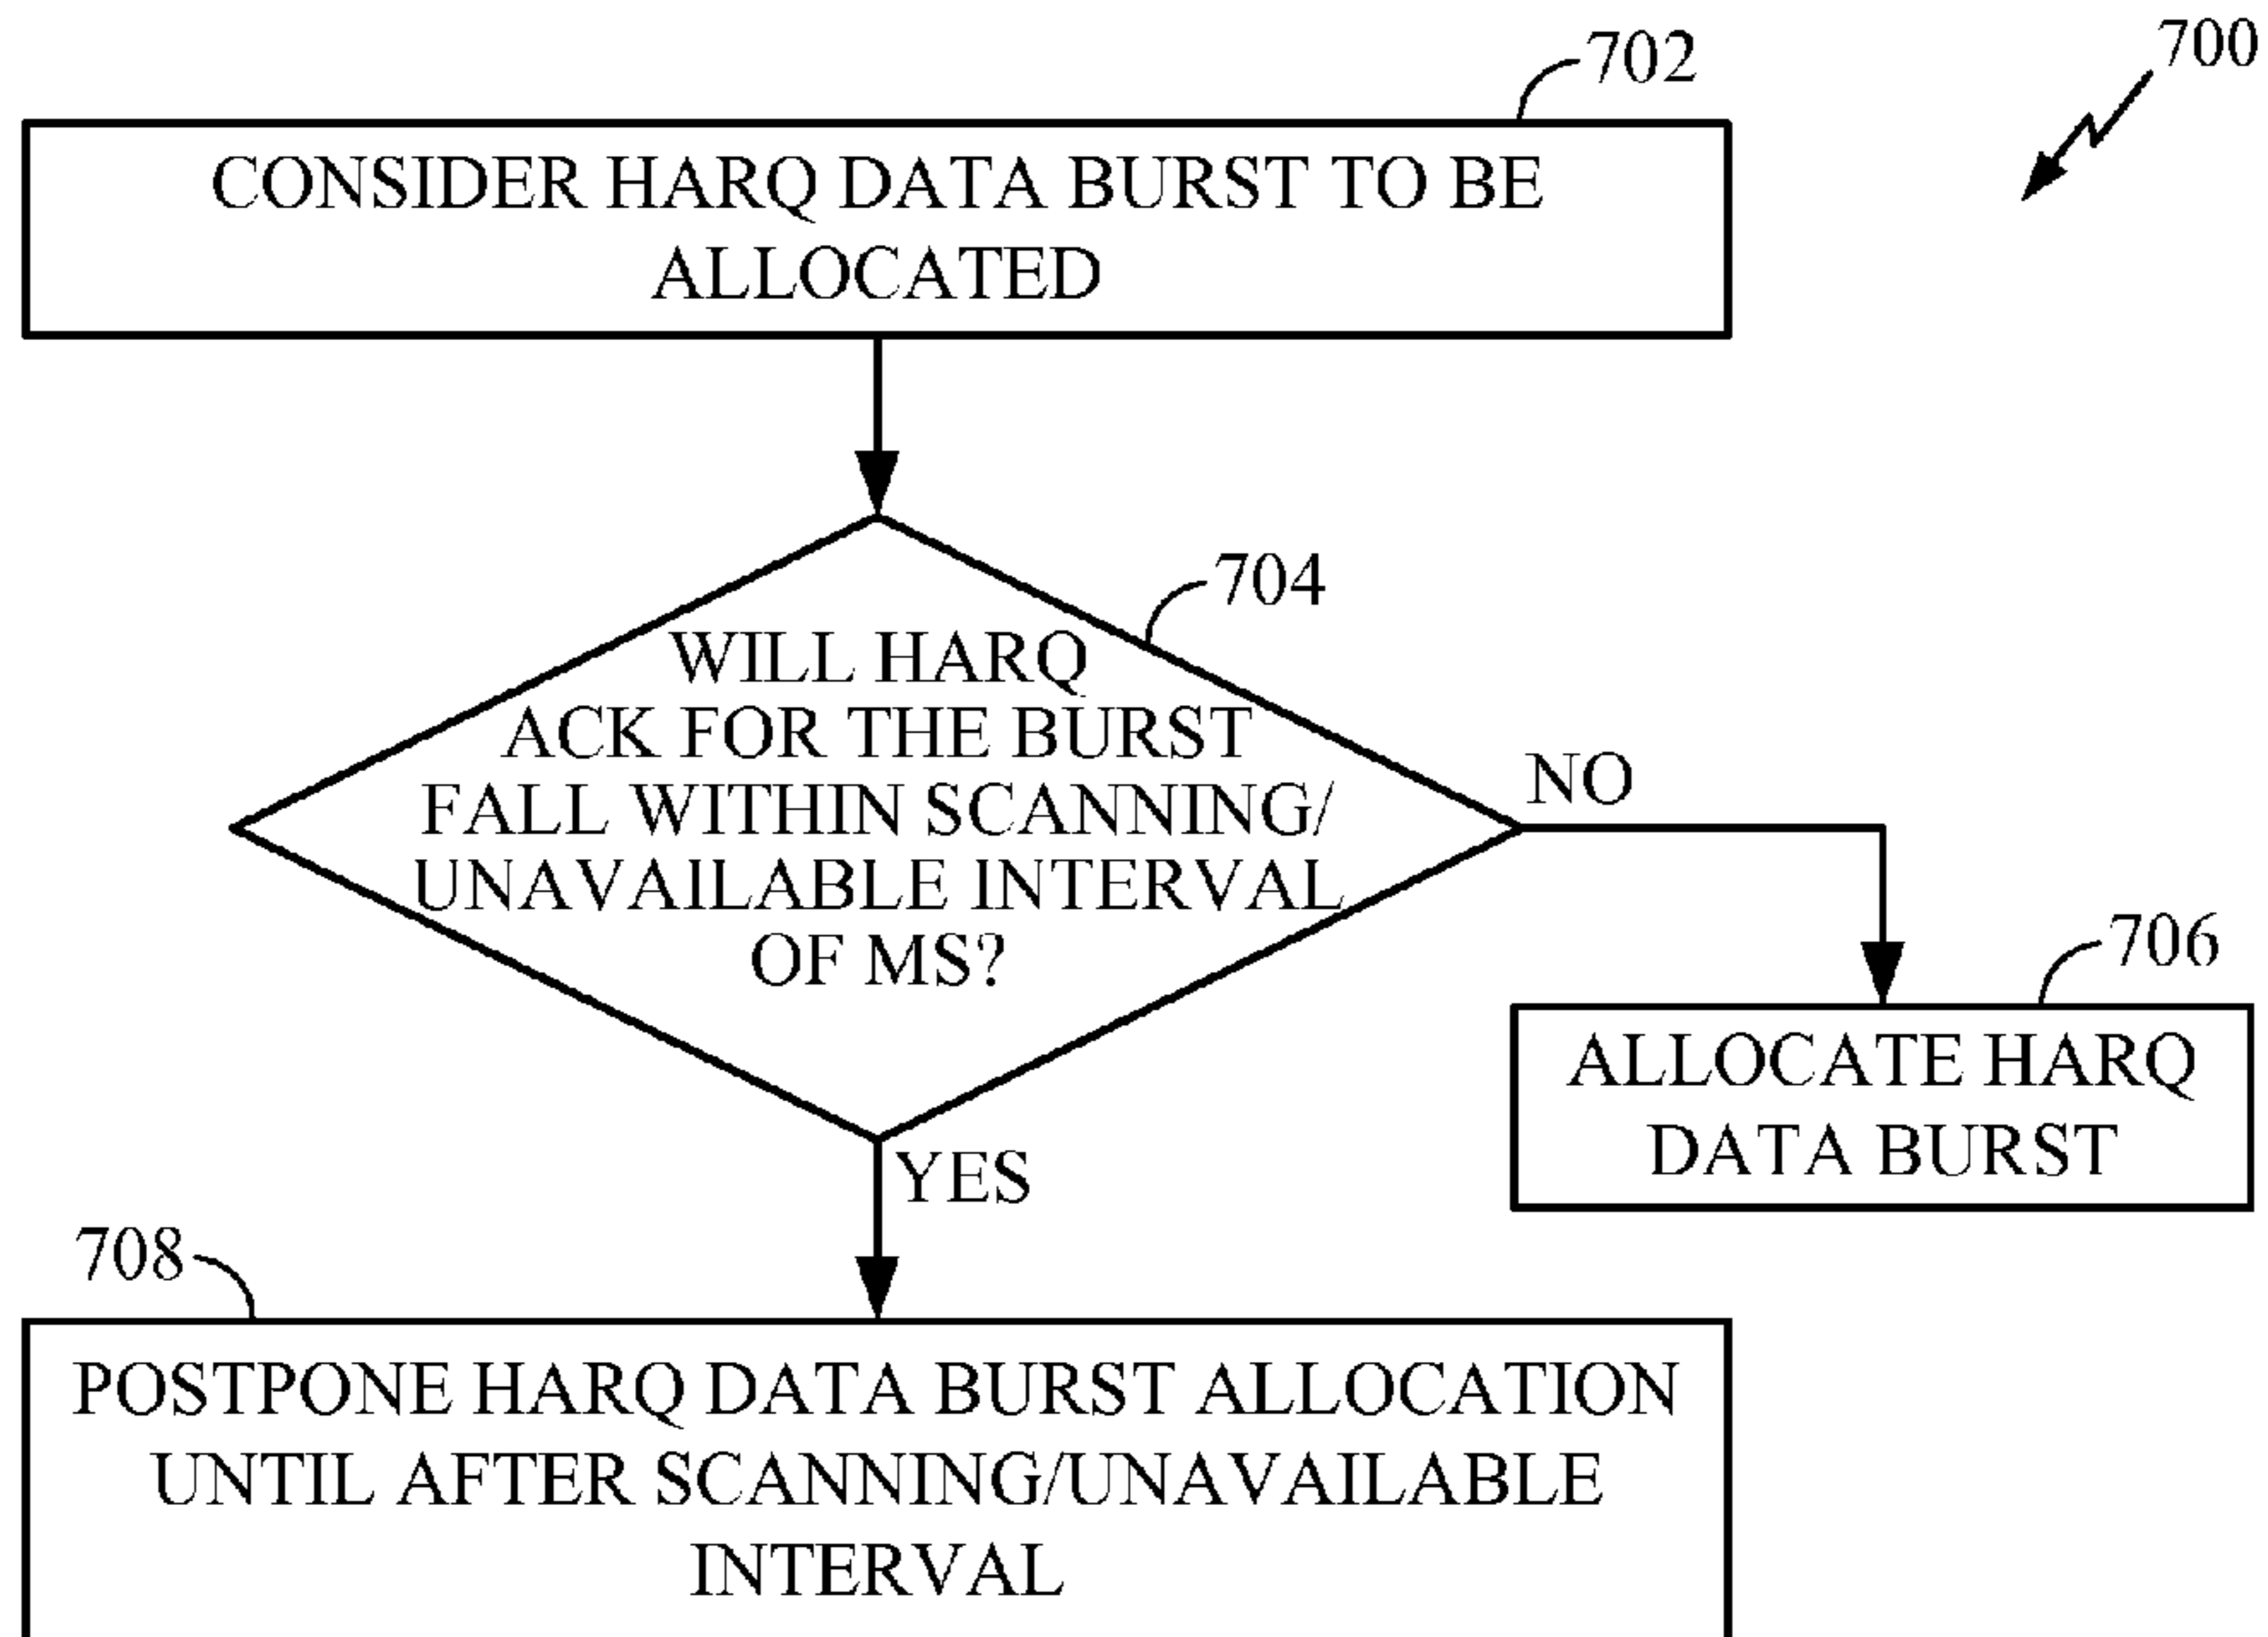 700
702
CONSIDER HARQ DATA BURST TO BE
ALLOCATED
704
WILL HARQ
ACK FOR THE BURST
FALL WITHIN SCANNING/
UNAVAILABLE INTERVAL
OF MS?
NO
706
ALLOCATE HARQ
DATA BURST
YES
708
POSTPONE HARQ DATA BURST ALLOCATION
UNTIL AFTER SCANNING/UNAVAILABLE
INTERVAL